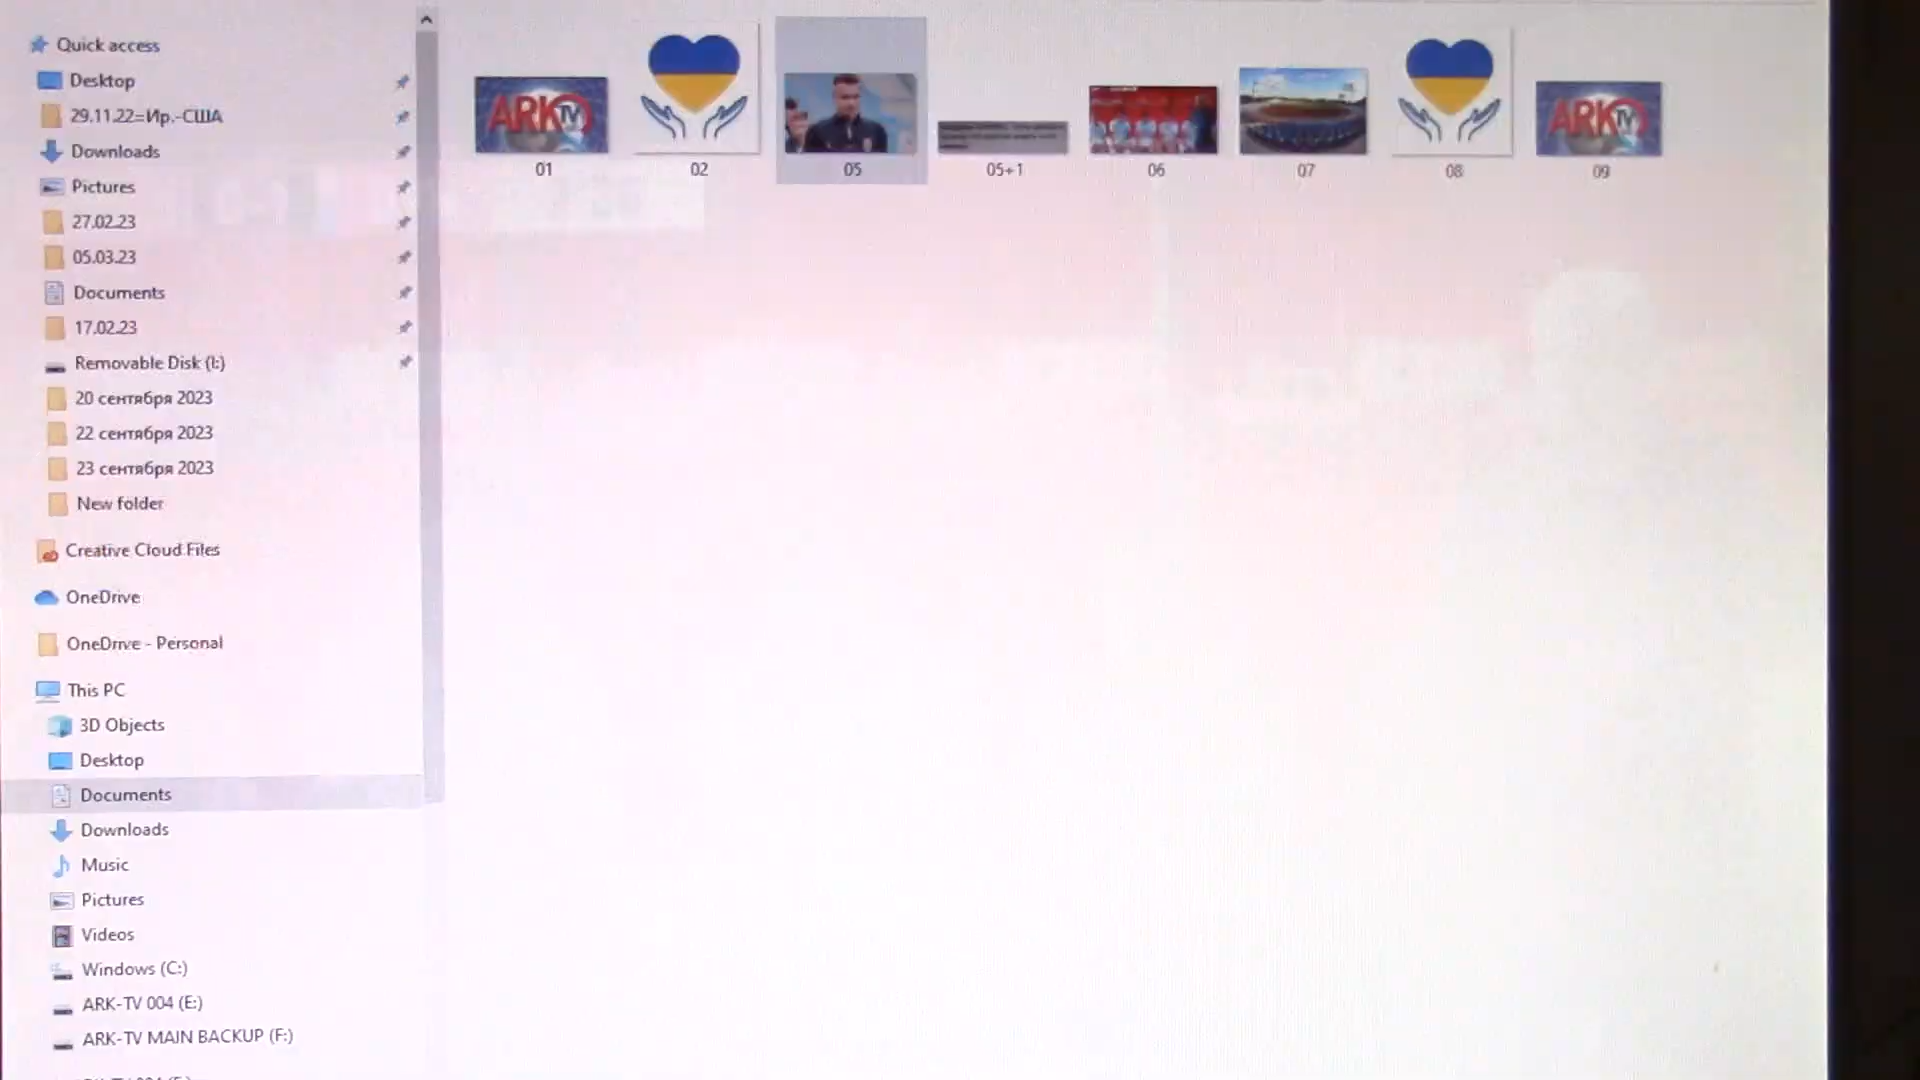 Quick access
Desktop
29.11.22=Ир.-США
Downloads
Pictures
27.02.23
05.03.23
Documents
17.02.23
Removable Disk (I:)
20 сентября 2023
22 сентября 2023
23 сентября 2023
New folder
Creative Cloud Files
OneDrive
OneDrive - Personal
This PC
3D Objects
Desktop
Documents
Downloads
Music
Pictures
Videos
Windows (C:)
ARK-TV 004 (E:)
ARK-TV MAIN BACKUP (F:)
ARK TV
ARK TV
01
02
05
05+1
06
07
08
09